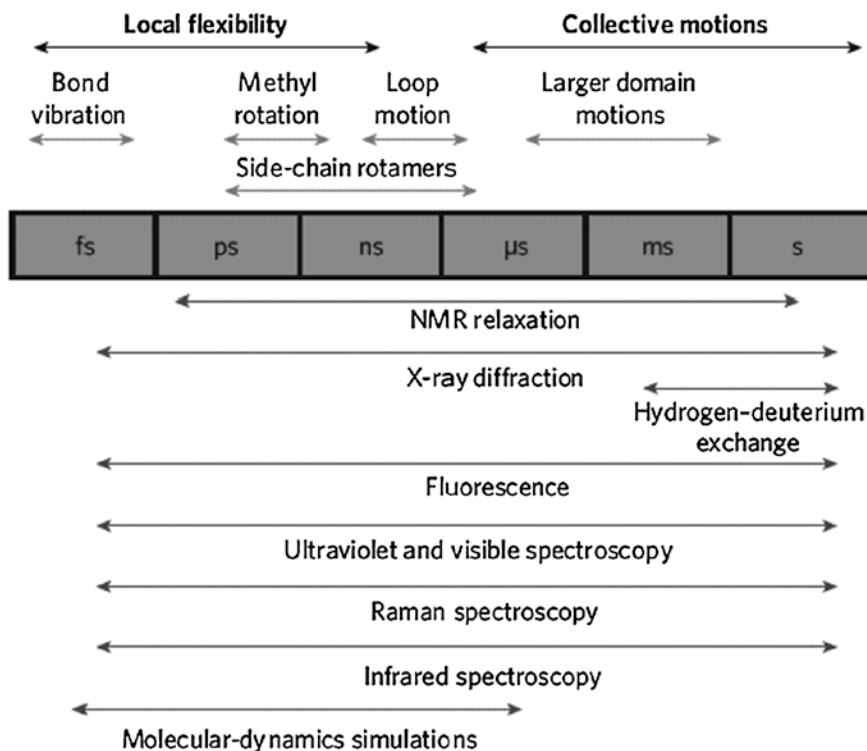 Local flexibility Collective motions
Bond Methyl Loop Larger domain
vibration rotation motion motions
Side-chain rotamers
fs ps ns µs ms s
NMR relaxation
X-ray diffraction
Hydrogen-deuterium
exchange
Fluorescence
Ultraviolet and visible spectroscopy
Raman spectroscopy
Infrared spectroscopy
Molecular-dynamics simulations